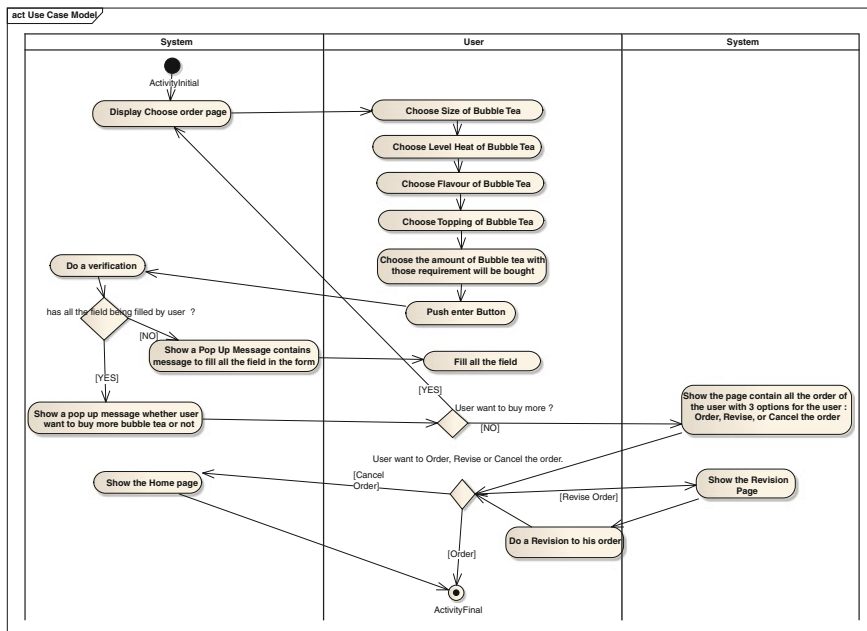 act Use Case Model
System
User
System
ActivityInitial
Display Choose order page
Choose Size of Bubble Tea
Choose Level Heat of Bubble Tea
Choose Flavour of Bubble Tea
Choose Topping of Bubble Tea
Choose the amount of Bubble tea with
those requirement will be bought
Push enter Button
Do a verification
has all the field being filled by user ?
[NO]
Show a Pop Up Message contains
message to fill all the field in the form
Fill all the field
[YES]
Show a pop up message whether user
want to buy more bubble tea or not
[YES]
User want to buy more ?
[NO]
Show the page contain all the order of
the user with 3 options for the user :
Order, Revise, or Cancel the order
User want to Order, Revise or Cancel the order.
[Cancel
Order]
Show the Home page
[Revise Order]
Show the Revision
Page
Do a Revision to his order
[Order]
ActivityFinal